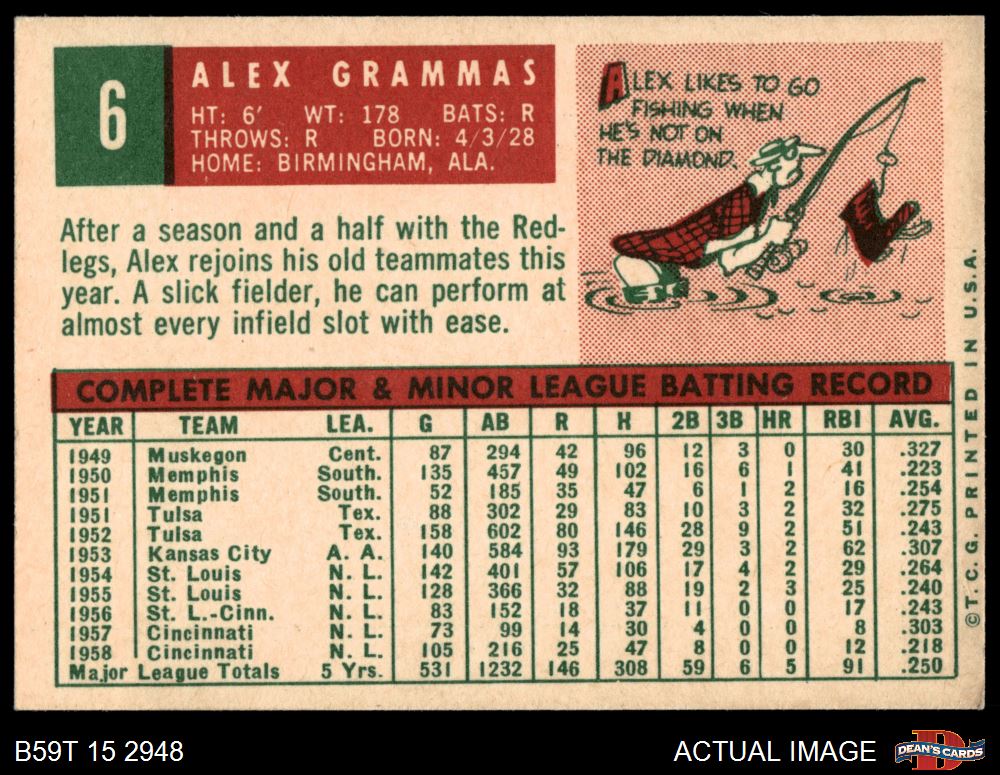 6
ALEX GRAMMAS
HT: 6' WT: 178 BATS: R
THROWS: R BORN: 4/3/28
HOME: BIRMINGHAM, ALA.
ALEX LIKES TO GO
FISHING WHEN
HE'S NOT ON
THE DIAMOND.
After a season and a half with the Red-
legs, Alex rejoins his old teammates this
year. A slick fielder, he can perform at
almost every infield slot with ease.
COMPLETE MAJOR & MINOR LEAGUE BATTING RECORD
YEAR TEAM LEA. G AB R H 2B 3B HR RBI AVG.
1949 Muskegon Cent. 87 294 42 96 12 3 0 30 .327
1950 Memphis South. 135 457 49 102 16 6 1 41 .223
1951 Memphis South. 52 185 35 47 6 1 2 16 .254
1951 Tulsa Tex. 88 302 29 83 10 3 2 32 .275
1952 Tulsa Tex. 158 602 80 146 28 9 2 51 .243
1953 Kansas City A. A. 140 584 93 179 29 3 2 62 .307
1954 St. Louis N. L. 142 401 57 106 17 4 2 29 .264
1955 St. Louis N. L. 128 366 32 88 19 2 3 25 .240
1956 St. L.-Cinn. N. L. 83 152 18 37 11 0 0 17 .243
1957 Cincinnati N. L. 73 99 14 30 4 0 0 8 .303
1958 Cincinnati N. L. 105 216 25 47 8 0 0 12 .218
Major League Totals 5 Yrs. 531 1232 146 308 59 6 5 91 .250
©T. C. G. PRINTED IN U.S.A.
B59T 15 2948
ACTUAL IMAGE
DEAN'S CARDS